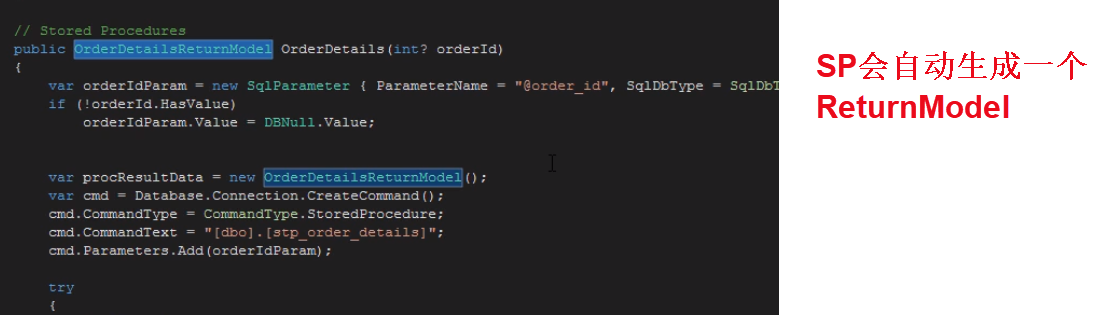 // Stored Procedures
public OrderDetailsReturnModel OrderDetails(int? orderId)
{
    var orderIdParam = new SqlParameter { ParameterName = "@order_id", SqlDbType = SqlDbT
    if (!orderId.HasValue)
        orderIdParam.Value = DBNull.Value;
    var procResultData = new OrderDetailsReturnModel();
    var cmd = Database.Connection.CreateCommand();
    cmd.CommandType = CommandType.StoredProcedure;
    cmd.CommandText = "[dbo].[stp_order_details]";
    cmd.Parameters.Add(orderIdParam);
    try
    {
SP会自动生成一个
ReturnModel